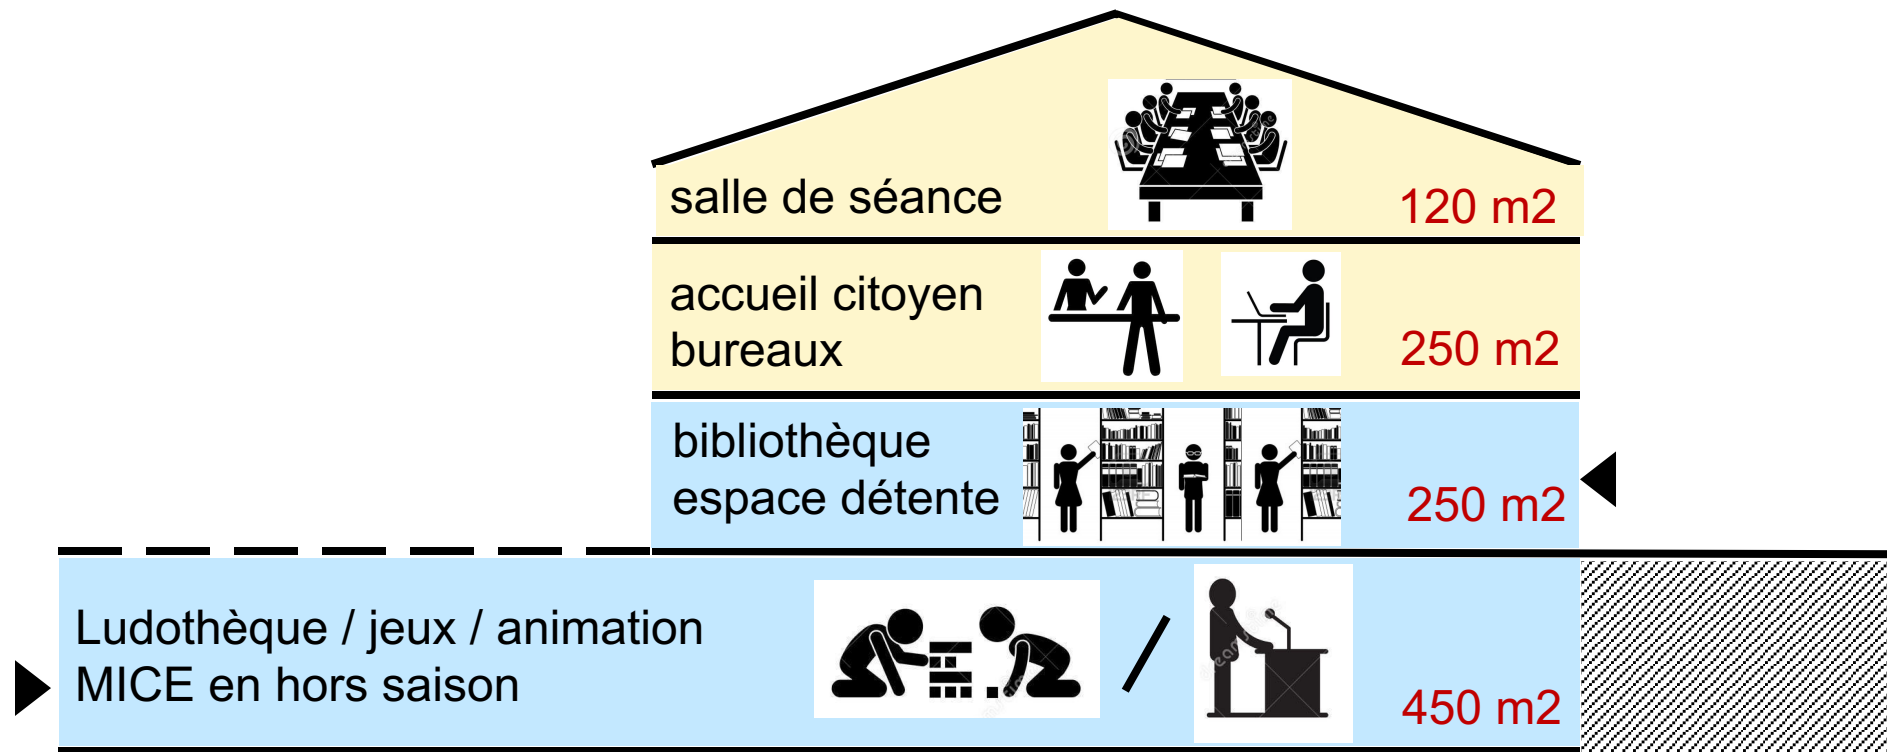 salle de séance
120 m2
accueil citoyen
bureaux
250 m2
bibliothèque
espace détente
250 m2
Ludothèque / jeux / animation
MICE en hors saison
450 m2